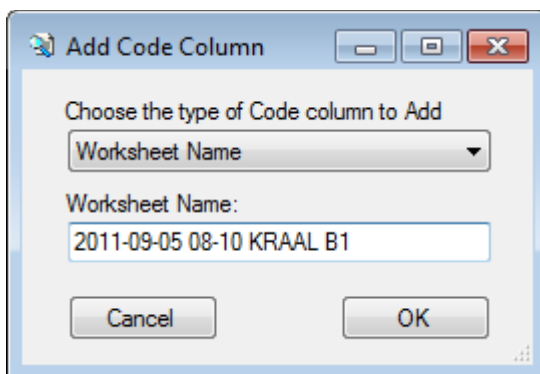 Add Code Column
Choose the type of Code column to Add
Worksheet Name
Worksheet Name:
2011-09-05 08-10 KRAAL B1
Cancel OK